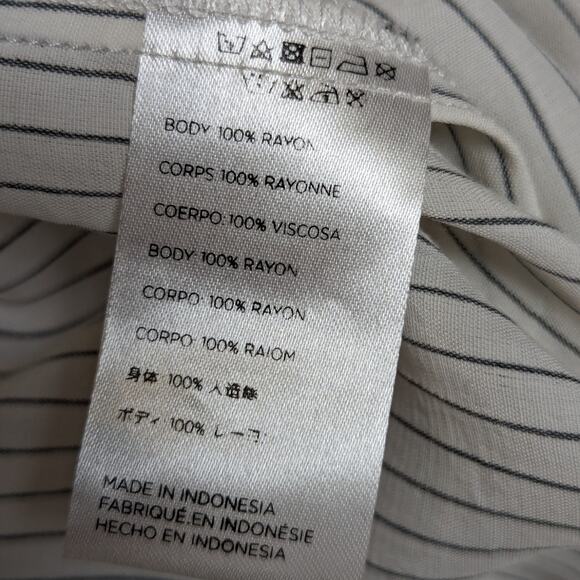 BODY 100% RAYON
CORPS 100% RAYONNE
COERPO: 100% VISCOSA
BODY: 100% RAYON
CORPO: 100% RAYON
CORPO: 100% RAIOM
身体 100% 人造
ボディ 100% レーヨ
MADE IN INDONESIA
FABRIQUÉ.EN INDONÉSIE
HECHO EN INDONESIA